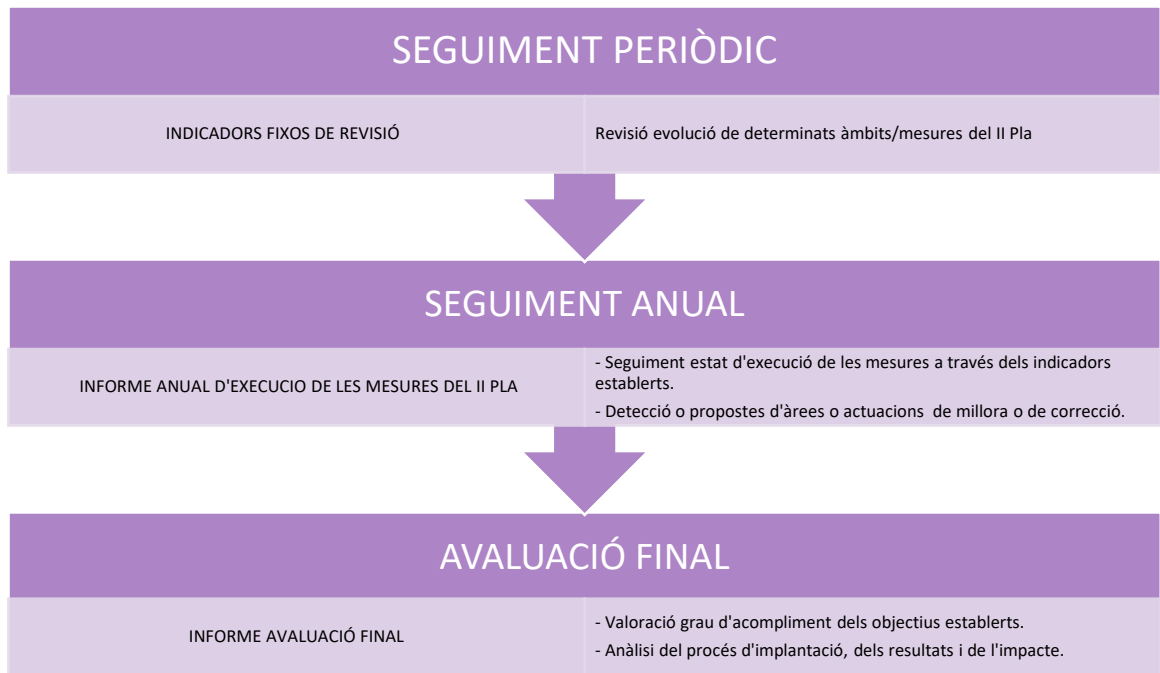 SEGUIMENT PERIÒDIC
INDICADORS FIXOS DE REVISIÓ
Revisió evolució de determinats àmbits/mesures del II Pla
SEGUIMENT ANUAL
INFORME ANUAL D'EXECUCIO DE LES MESURES DEL II PLA
- Seguiment estat d'execució de les mesures a través dels indicadors
establerts.
- Detecció o propostes d'àrees o actuacions de millora o de correcció.
AVALUACIÓ FINAL
INFORME AVALUACIÓ FINAL
- Valoració grau d'acompliment dels objectius establerts.
- Anàlisi del procés d'implantació, dels resultats i de l'impacte.